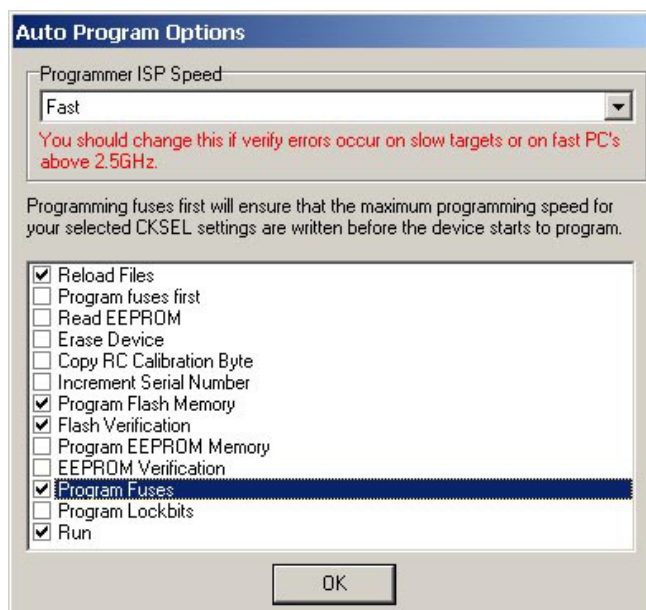 Auto Program Options
Programmer ISP Speed
Fast
You should change this if verify errors occur on slow targets or on fast PC's
above 2.5GHz.
Programming fuses first will ensure that the maximum programming speed for
your selected CKSEL settings are written before the device starts to program.
Reload Files
Program fuses first
Read EEPROM
Erase Device
Copy RC Calibration Byte
Increment Serial Number
Program Flash Memory
Flash Verification
Program EEPROM Memory
EEPROM Verification
Program Fuses
Program Lockbits
Run
OK